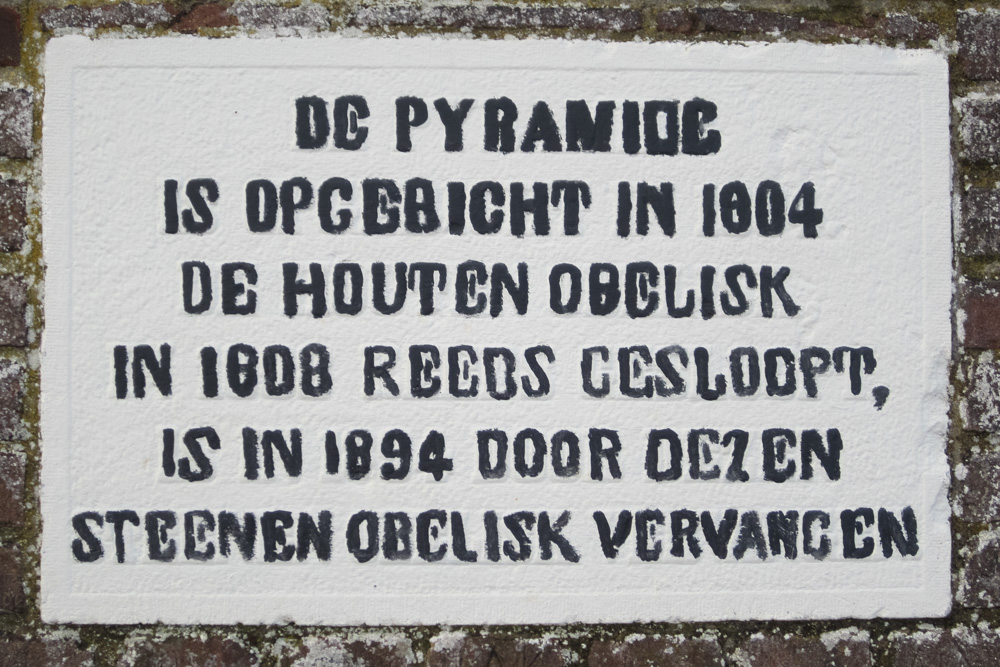 DE PYRAMIDE
IS OPGERICHT IN 1804
DE HOUTEN OBELISK
IN 1808 REEDS GESLOOPT,
IS IN 1894 DOOR DEZEN
STEENEN OBELISK VERVANGEN